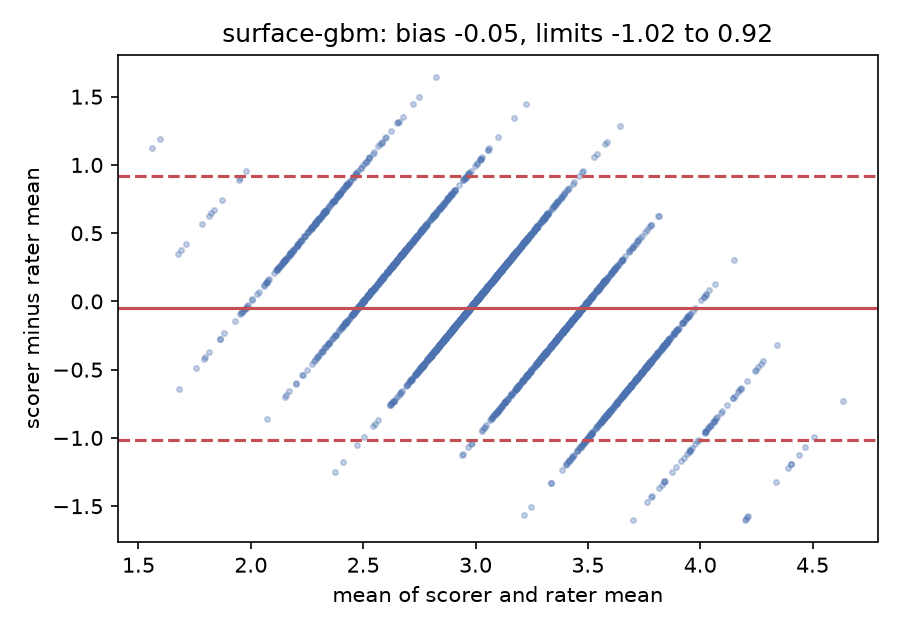 surface-gbm: bias -0.05, limits -1.02 to 0.92
scorer minus rater mean
1.5
1.0
0.5
0.0
−0.5
−1.0
−1.5
1.5 2.0 2.5 3.0 3.5 4.0 4.5
mean of scorer and rater mean